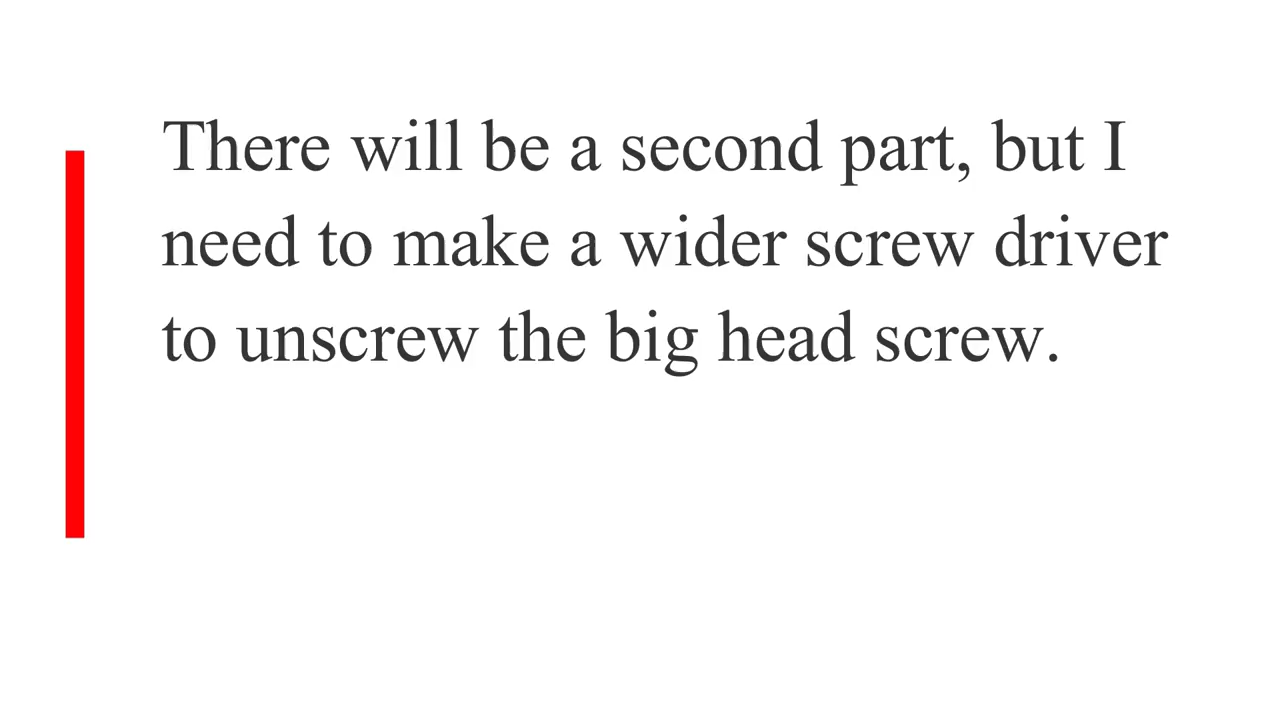 There will be a second part, but I
need to make a wider screw driver
to unscrew the big head screw.